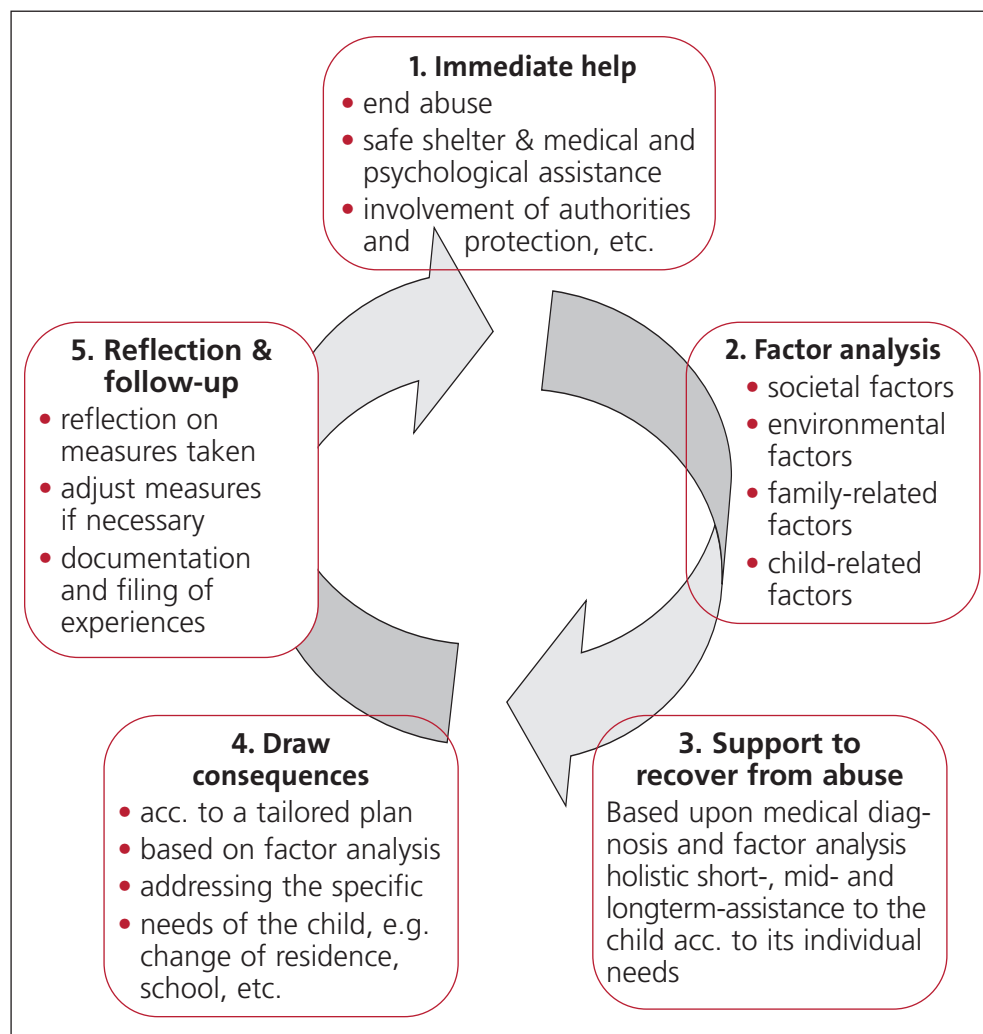 1. Immediate help
• end abuse
• safe shelter & medical and
psychological assistance
• involvement of authorities
and protection, etc.
2. Factor analysis
• societal factors
• environmental
factors
• family-related
factors
• child-related
factors
3. Support to
recover from abuse
Based upon medical diag-
nosis and factor analysis
holistic short-, mid- and
longterm-assistance to the
child acc. to its individual
needs
4. Draw
consequences
• acc. to a tailored plan
• based on factor analysis
• addressing the specific
• needs of the child, e.g.
change of residence,
school, etc.
5. Reflection &
follow-up
• reflection on
measures taken
• adjust measures
if necessary
• documentation
and filing of
experiences